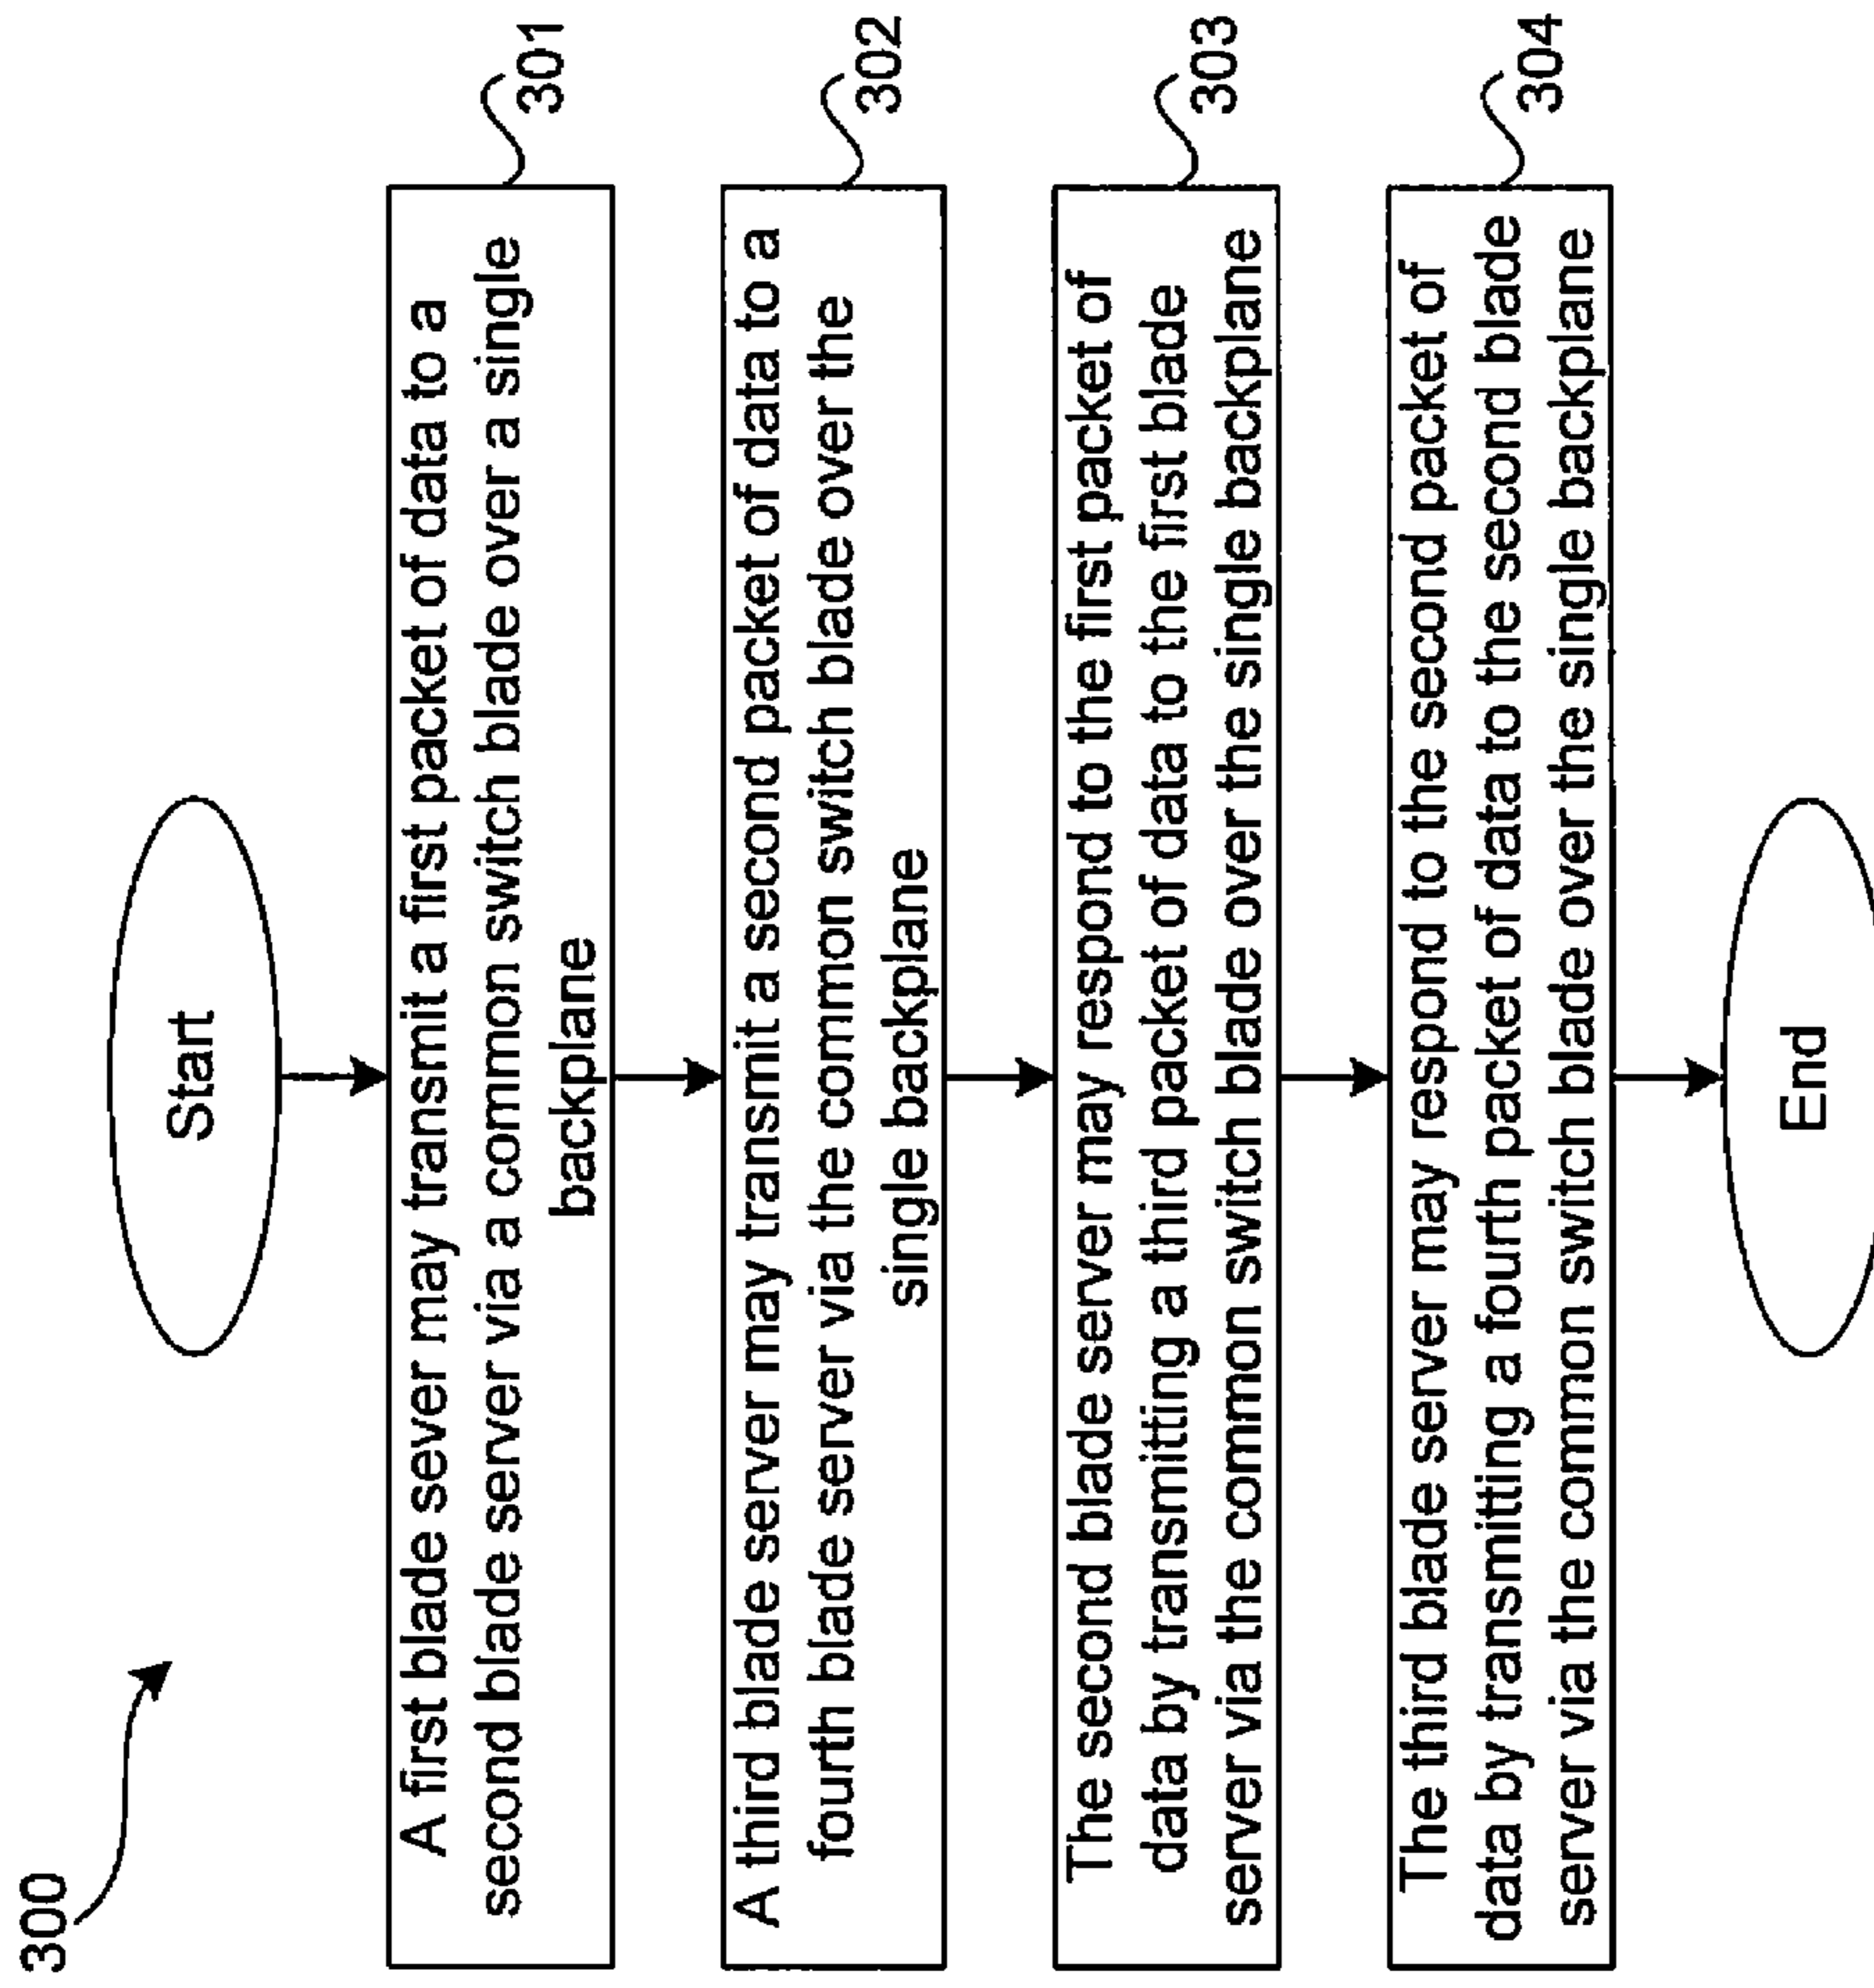 300
Start
A first blade sever may transmit a first packet of data to a
second blade server via a common switch blade over a single
backplane
301
A third blade server may transmit a second packet of data to a
fourth blade server via the common switch blade over the
single backplane
302
The second blade server may respond to the first packet of
data by transmitting a third packet of data to the first blade
server via the common switch blade over the single backplane
303
The third blade server may respond to the second packet of
data by transmitting a fourth packet of data to the second blade
server via the common switch blade over the single backplane
304
End